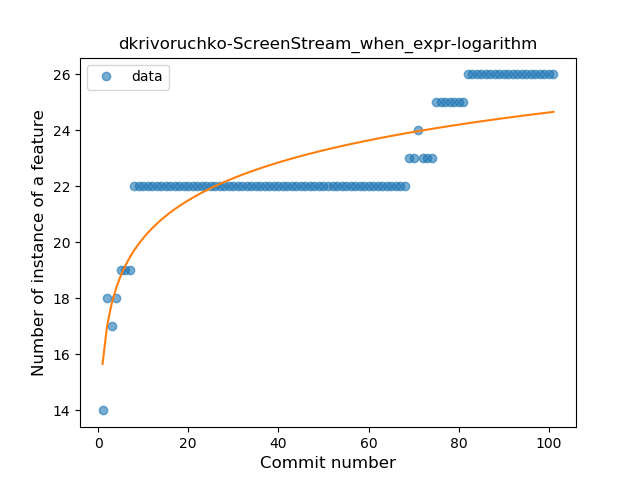 dkrivoruchko-ScreenStream_when_expr-logarithm
data
Number of instance of a feature
26
24
22
20
18
16
14
0 20 40 60 80 100
Commit number